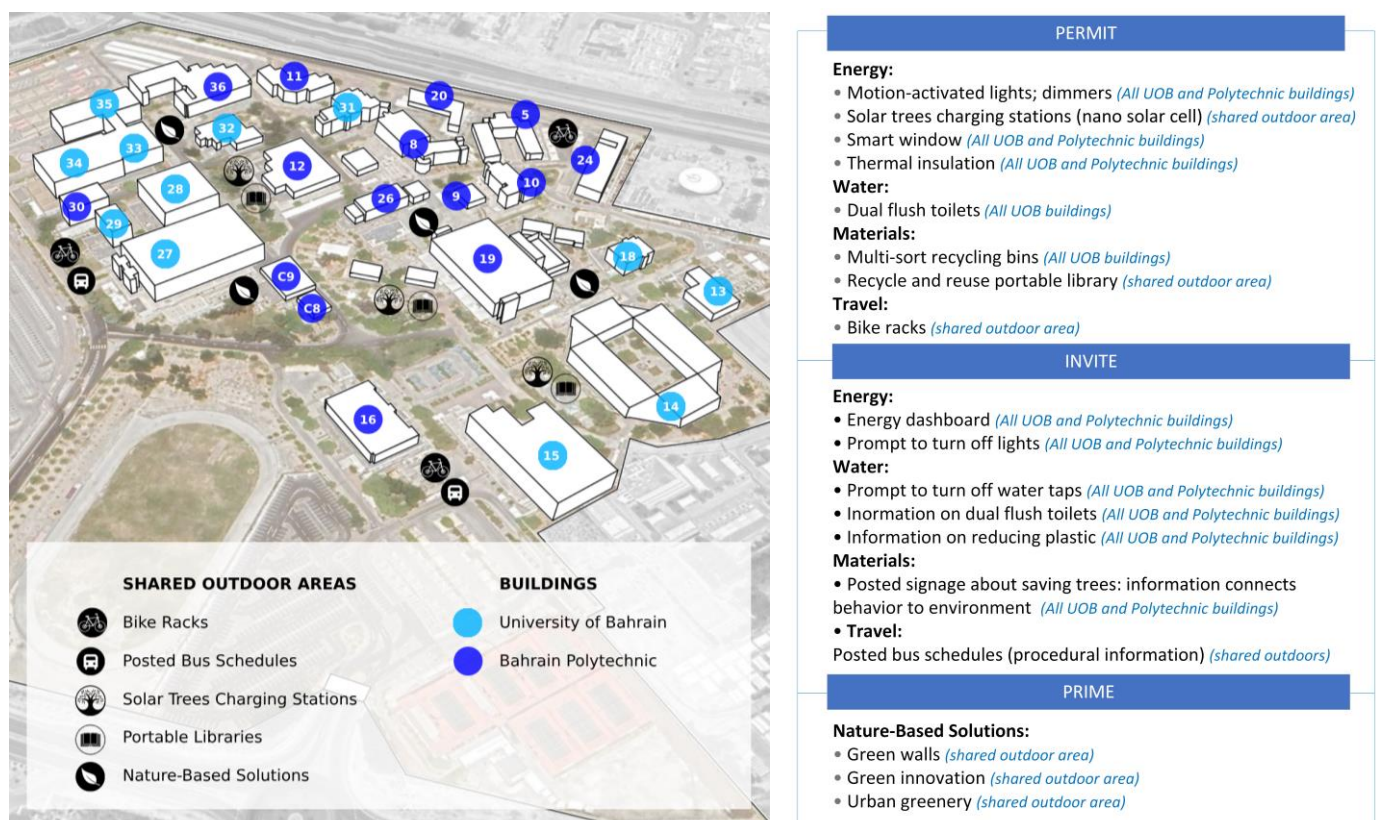 36
11
20
5
35
31
32
33
8
24
34
12
28
10
30
26
9
29
27
19
18
C9
13
C8
14
16
15
SHARED OUTDOOR AREAS
Bike Racks
Posted Bus Schedules
Solar Trees Charging Stations
Portable Libraries
Nature-Based Solutions
BUILDINGS
University of Bahrain
Bahrain Polytechnic
PERMIT
Energy:
• Motion-activated lights; dimmers (All UOB and Polytechnic buildings)
• Solar trees charging stations (nano solar cell) (shared outdoor area)
• Smart window (All UOB and Polytechnic buildings)
• Thermal insulation (All UOB and Polytechnic buildings)
Water:
• Dual flush toilets (All UOB buildings)
Materials:
• Multi-sort recycling bins (All UOB buildings)
• Recycle and reuse portable library (shared outdoor area)
Travel:
• Bike racks (shared outdoor area)
INVITE
Energy:
• Energy dashboard (All UOB and Polytechnic buildings)
• Prompt to turn off lights (All UOB and Polytechnic buildings)
Water:
• Prompt to turn off water taps (All UOB and Polytechnic buildings)
• Inormation on dual flush toilets (All UOB and Polytechnic buildings)
• Information on reducing plastic (All UOB and Polytechnic buildings)
Materials:
• Posted signage about saving trees: information connects
behavior to environment (All UOB and Polytechnic buildings)
• Travel:
Posted bus schedules (procedural information) (shared outdoors)
PRIME
Nature-Based Solutions:
• Green walls (shared outdoor area)
• Green innovation (shared outdoor area)
• Urban greenery (shared outdoor area)